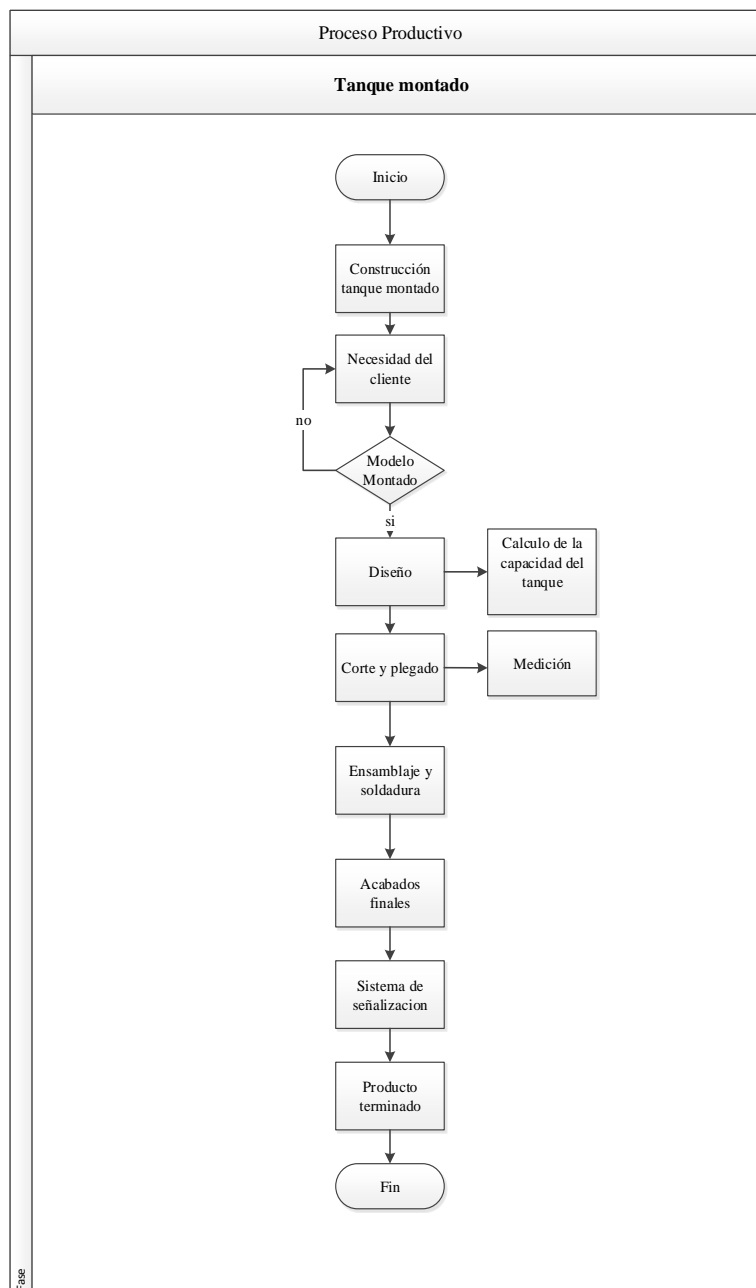 Proceso Productivo
Tanque montado
Inicio
Construcción
tanque montado
Necesidad del
cliente
no
Modelo
Montado
si
Diseño
Calculo de la
capacidad del
tanque
Corte y plegado
Medición
Ensamblaje y
soldadura
Acabados
finales
Sistema de
señalizacion
Producto
terminado
Fin
Fase